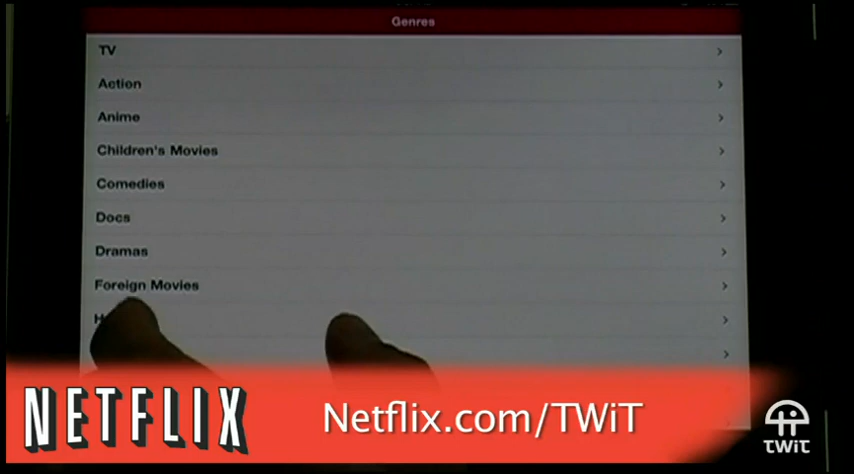 Genres
TV
Action
Anime
Children's Movies
Comedies
Docs
Dramas
Foreign Movies
NETFLIX
Netflix.com/TWiT
TWiT